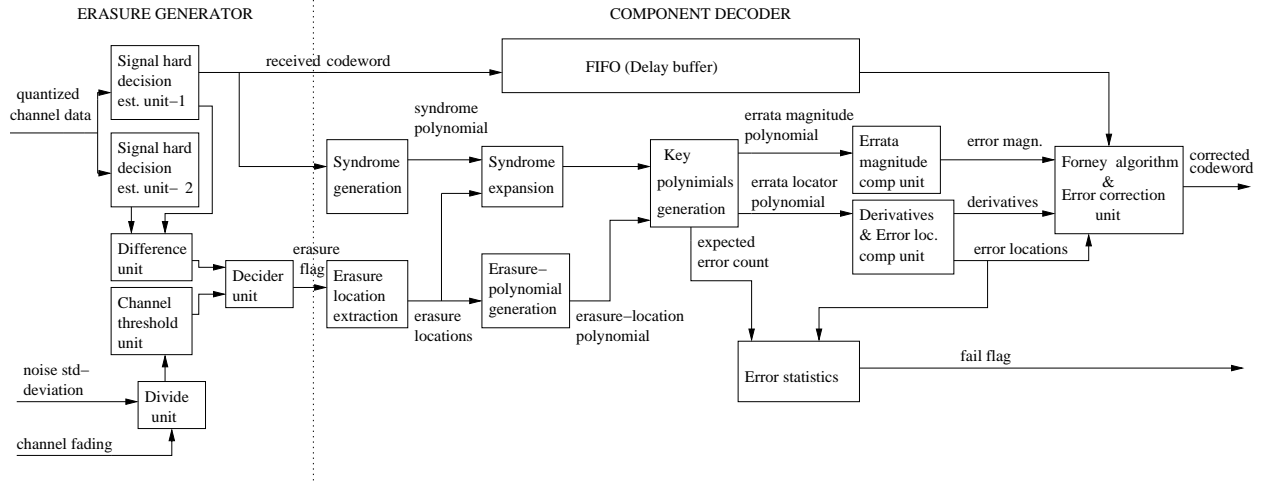 ERASURE GENERATOR
COMPONENT DECODER
quantized
channel data
Signal hard
decision
est. unit−1
Signal hard
decision
est. unit− 2
received codeword
FIFO (Delay buffer)
syndrome
polynomial
Syndrome
generation
Syndrome
expansion
Key
polynimials
generation
errata magnitude
polynomial
Errata
magnitude
comp unit
error magn.
errata locator
polynomial
Derivatives
& Error loc.
comp unit
derivatives
error locations
Forney algorithm
&
Error correction
unit
corrected
codeword
Difference
unit
Decider
unit
erasure
flag
Channel
threshold
unit
Erasure
location
extraction
erasure
locations
Erasure−
polynomial
generation
erasure−location
polynomial
expected
error count
Error statistics
fail flag
noise std−
deviation
Divide
unit
channel fading